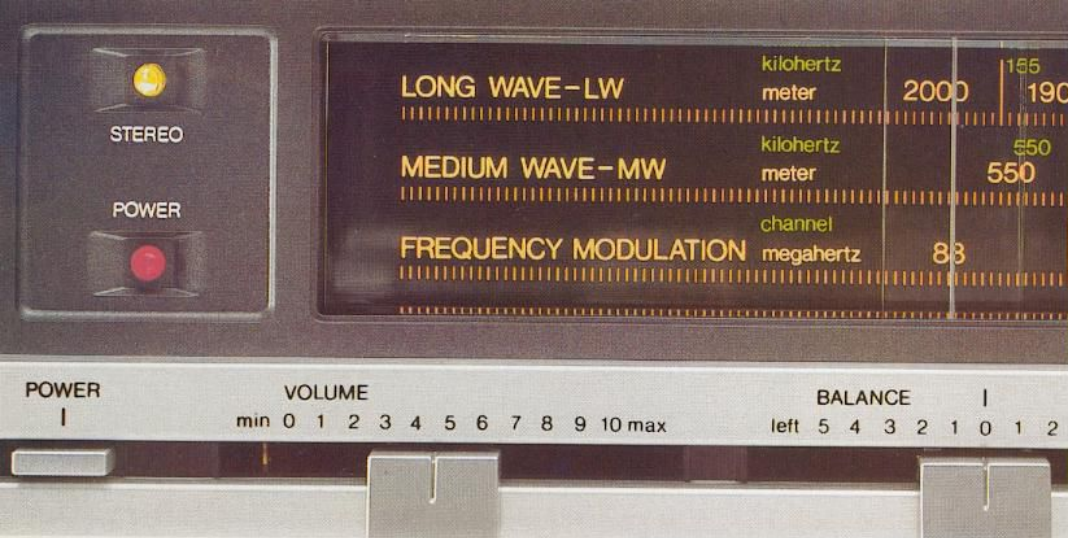 STEREO
POWER
LONG WAVE-LW kilohertz 155
meter 2000 190
MEDIUM WAVE-MW kilohertz 550
meter 550
FREQUENCY MODULATION channel
megahertz 88
POWER
I
VOLUME
min 0 1 2 3 4 5 6 7 8 9 10 max
BALANCE I
left 5 4 3 2 1 0 1 2